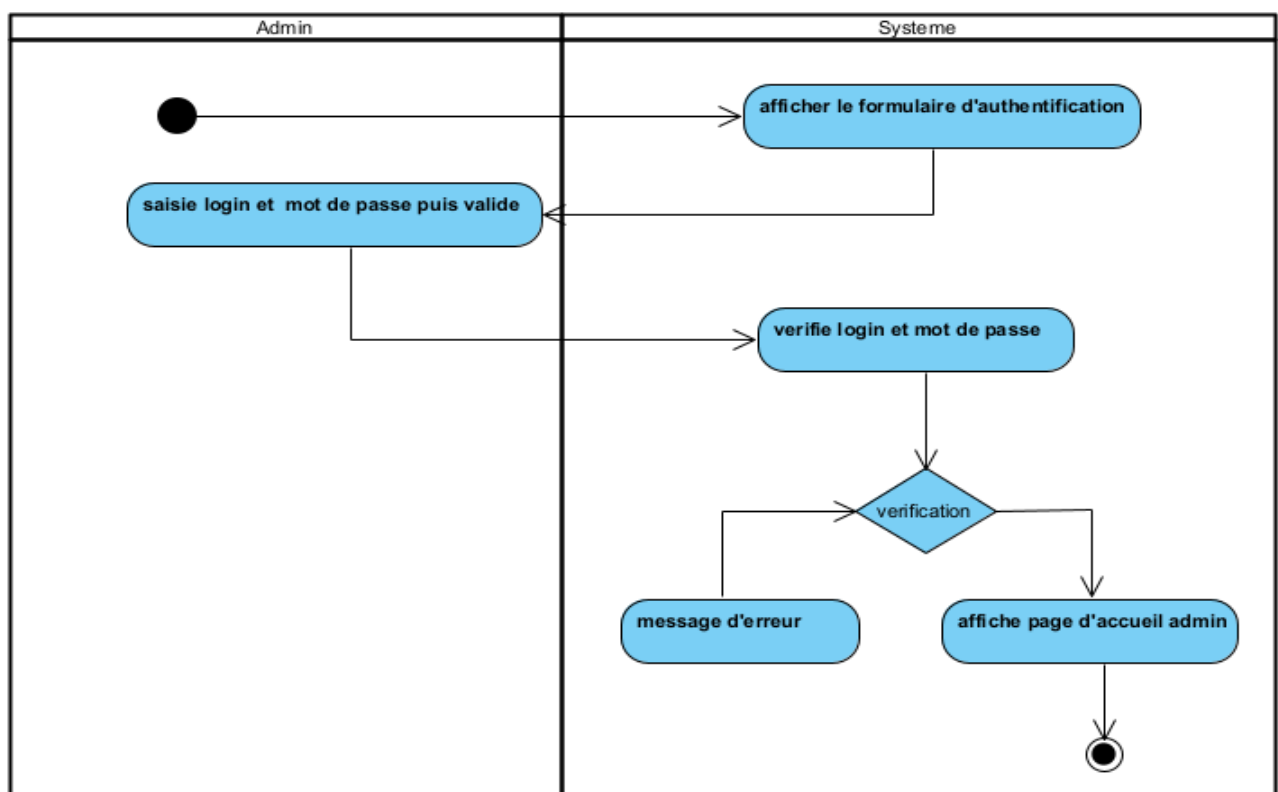 Admin
Systeme
afficher le formulaire d'authentification
saisie login et mot de passe puis valide
verifie login et mot de passe
verification
message d'erreur
affiche page d'accueil admin